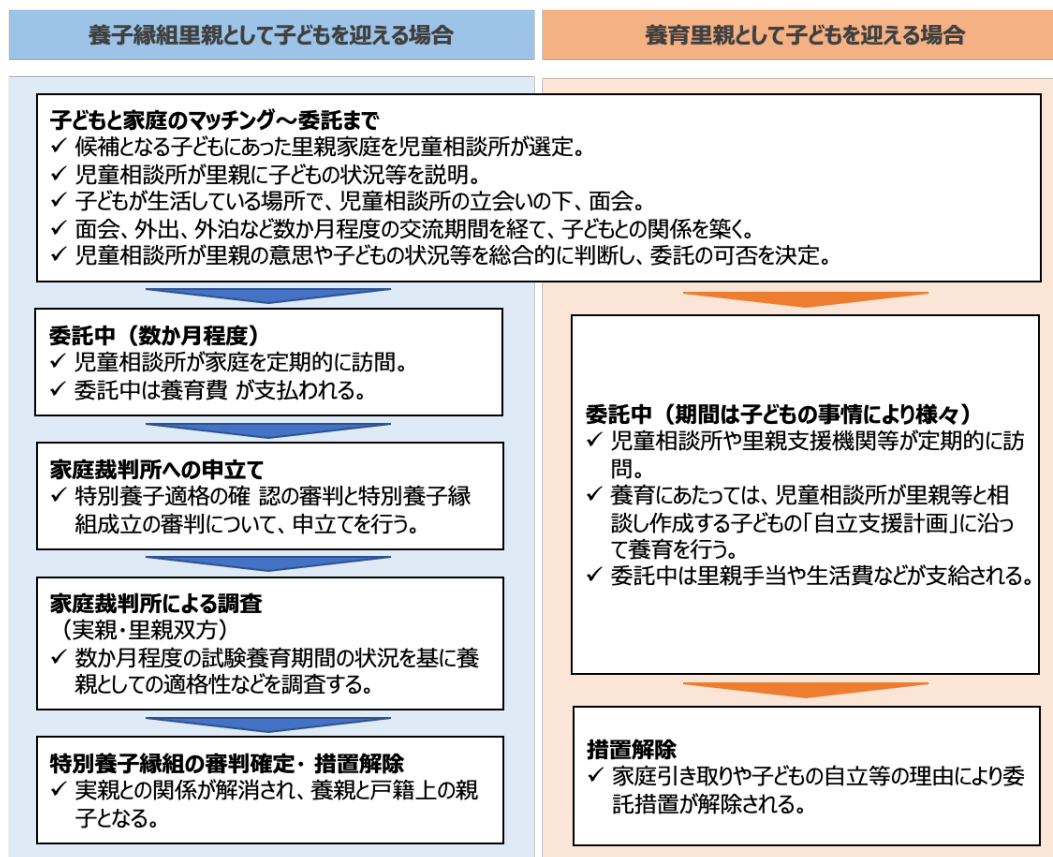 養子縁組里親として子どもを迎える場合
養育里親として子どもを迎える場合
子どもと家庭のマッチング～委託まで
✓ 候補となる子どもにあった里親家庭を児童相談所が選定。
✓ 児童相談所が里親に子どもの状況等を説明。
✓ 子どもが生活している場所で、児童相談所の立会いの下、面会。
✓ 面会、外出、外泊など数か月程度の交流期間を経て、子どもとの関係を築く。
✓ 児童相談所が里親の意思や子どもの状況等を総合的に判断し、委託の可否を決定。
委託中（数か月程度）
✓ 児童相談所が家庭を定期的に訪問。
✓ 委託中は養育費 が支払われる。
家庭裁判所への申立て
✓ 特別養子適格の確 認の審判と特別養子縁
組成立の審判について、申立てを行う。
家庭裁判所による調査
（実親・里親双方）
✓ 数か月程度の試験養育期間の状況を基に養
親としての適格性などを調査する。
特別養子縁組の審判確定・ 措置解除
✓ 実親との関係が解消され、養親と戸籍上の親
子となる。
委託中（期間は子どもの事情により様々）
✓ 児童相談所や里親支援機関等が定期的に訪
問。
✓ 養育にあたっては、児童相談所が里親等と相
談し作成する子どもの「自立支援計画」に沿っ
て養育を行う。
✓ 委託中は里親手当や生活費などが支給される。
措置解除
✓ 家庭引き取りや子どもの自立等の理由により委
託措置が解除される。